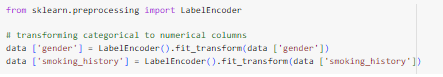 from sklearn.preprocessing import LabelEncoder
# transforming categorical to numerical columns
data ['gender'] = LabelEncoder().fit_transform(data ['gender'])
data ['smoking_history'] = LabelEncoder().fit_transform(data ['smoking_history'])